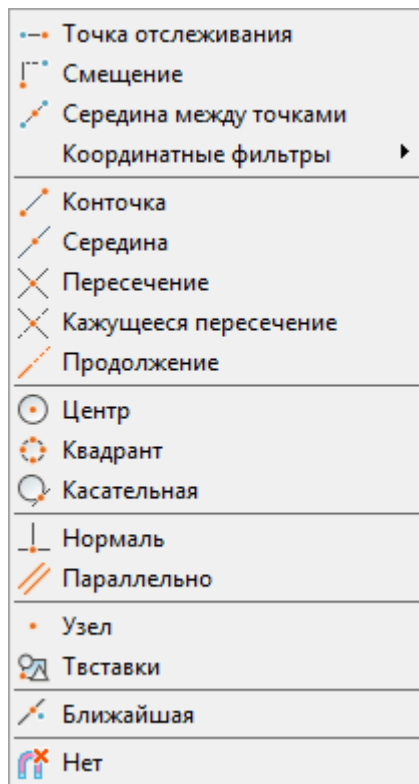 Точка отслеживания
Смещение
Середина между точками
Координатные фильтры
Конточка
Середина
Пересечение
Кажущееся пересечение
Продолжение
Центр
Квадрант
Касательная
Нормаль
Параллельно
Узел
Твставки
Ближайшая
Нет